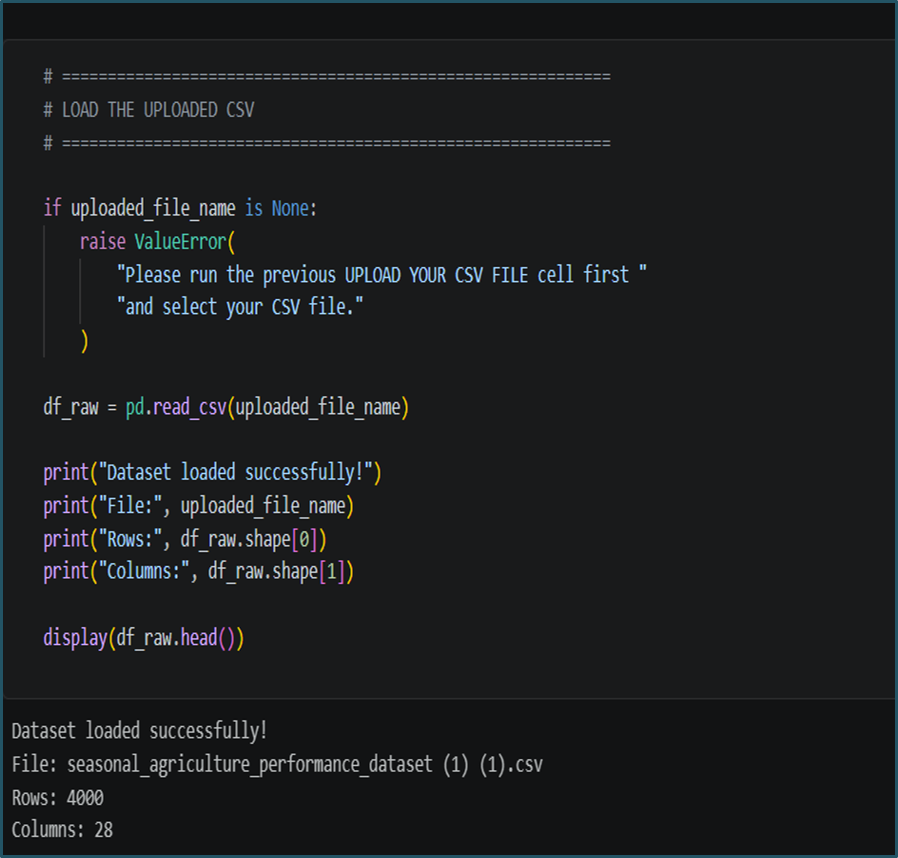 # ============================================================
# LOAD THE UPLOADED CSV
# ============================================================
if uploaded_file_name is None:
raise ValueError(
"Please run the previous UPLOAD YOUR CSV FILE cell first "
"and select your CSV file."
)
df_raw = pd.read_csv(uploaded_file_name)
print("Dataset loaded successfully!")
print("File:", uploaded_file_name)
print("Rows:", df_raw.shape[0])
print("Columns:", df_raw.shape[1])
display(df_raw.head())
Dataset loaded successfully!
File: seasonal_agriculture_performance_dataset (1) (1).csv
Rows: 4000
Columns: 28